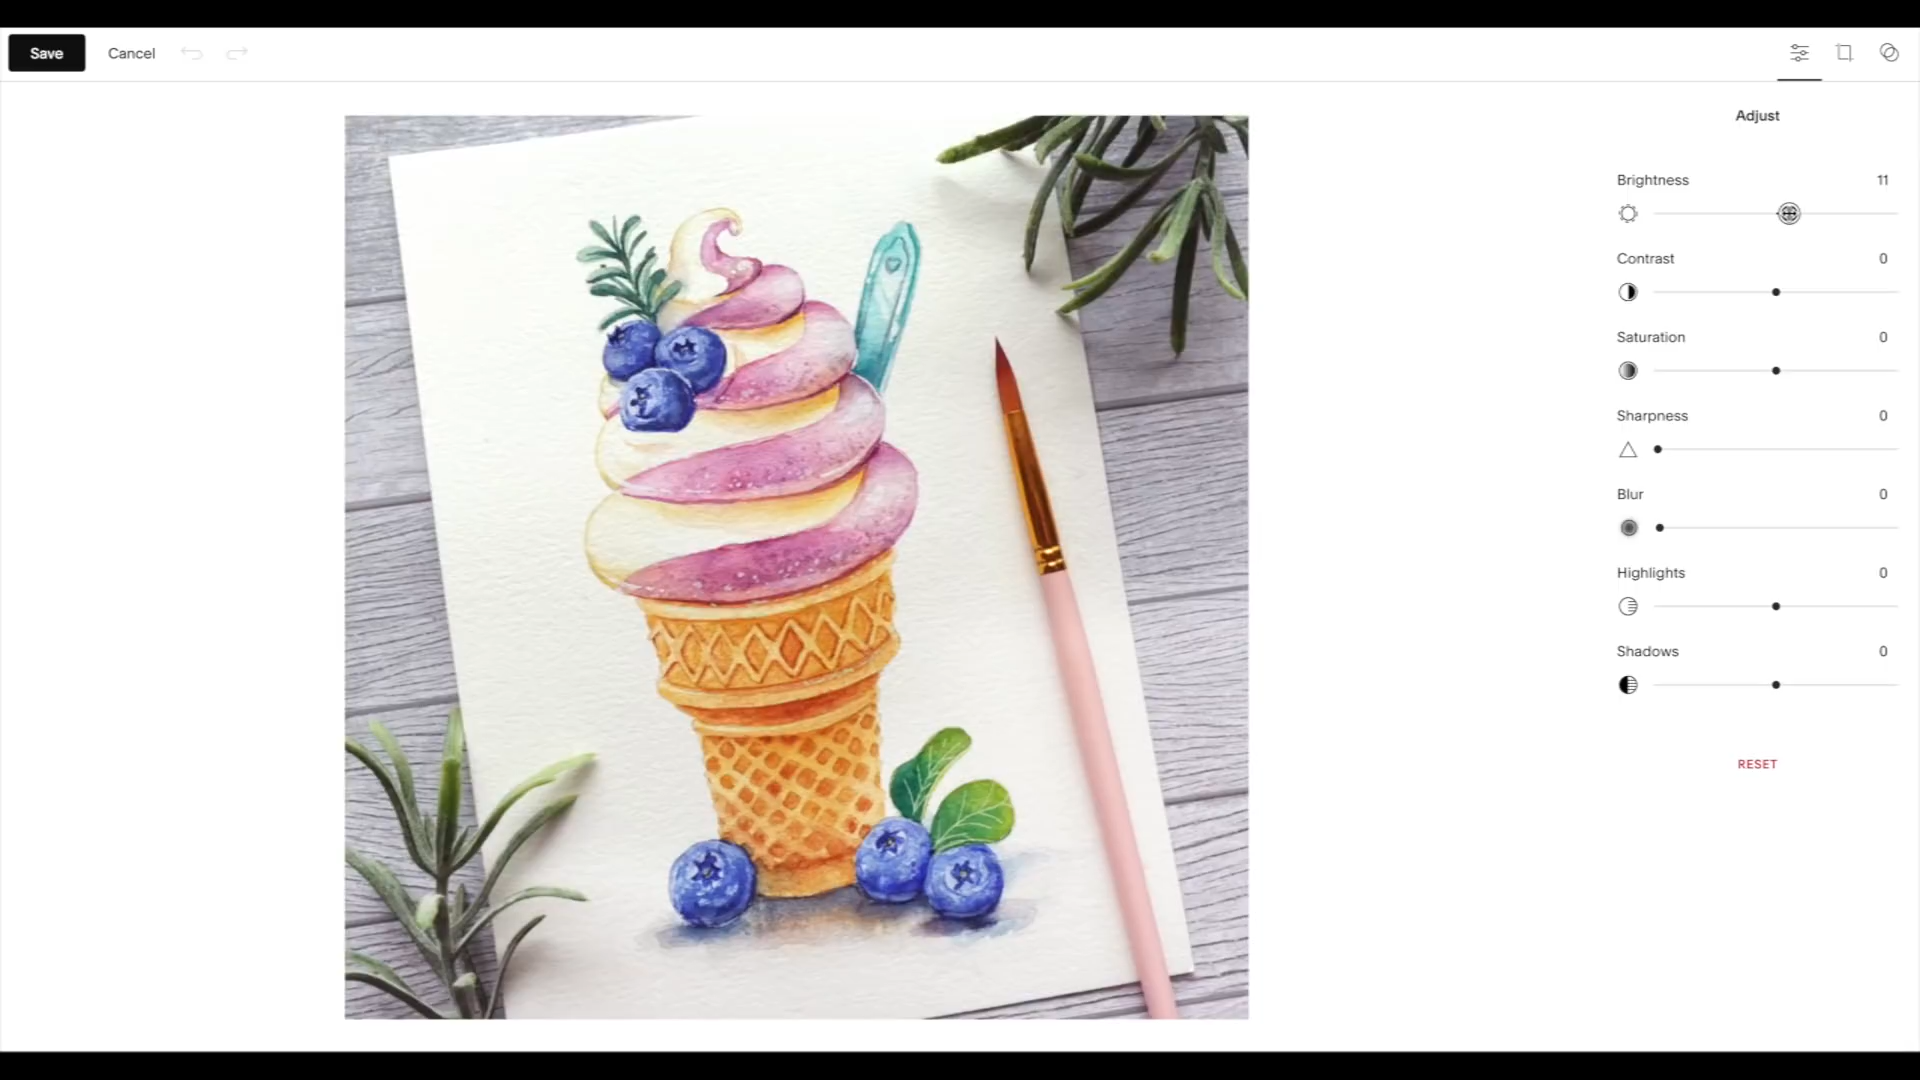 Save
Cancel
Adjust
Brightness 11
Contrast 0
Saturation 0
Sharpness 0
Blur 0
Highlights 0
Shadows 0
RESET